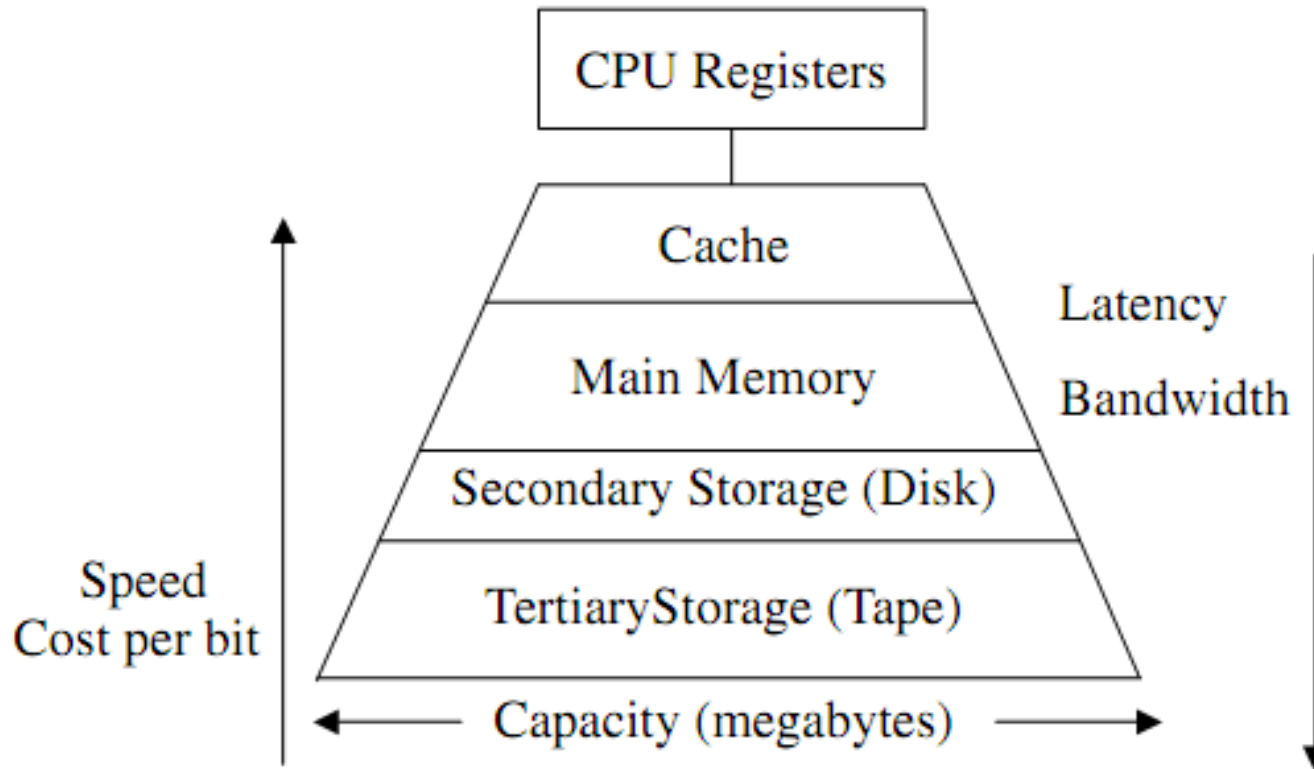 CPU Registers
Cache
Latency
Main Memory
Bandwidth
Secondary Storage (Disk)
Speed
TertiaryStorage (Tape)
Cost per bit
Capacity (megabytes)